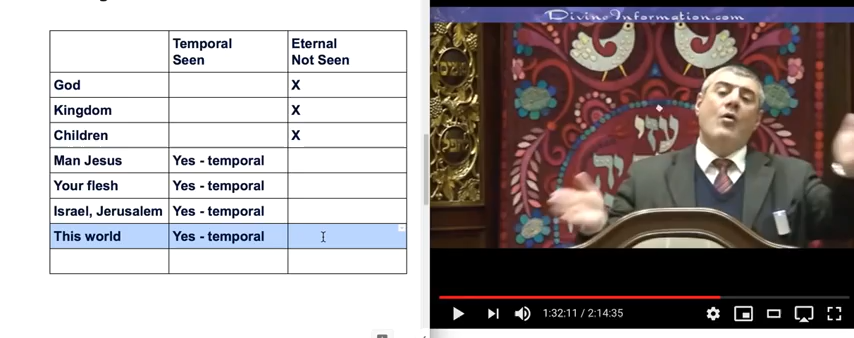 Temporal
Seen
Eternal
Not Seen
God X
Kingdom X
Children X
Man Jesus Yes - temporal
Your flesh Yes - temporal
Israel, Jerusalem Yes - temporal
This world Yes - temporal
DivineInformation.com
עזי
1:32:11 / 2:14:35